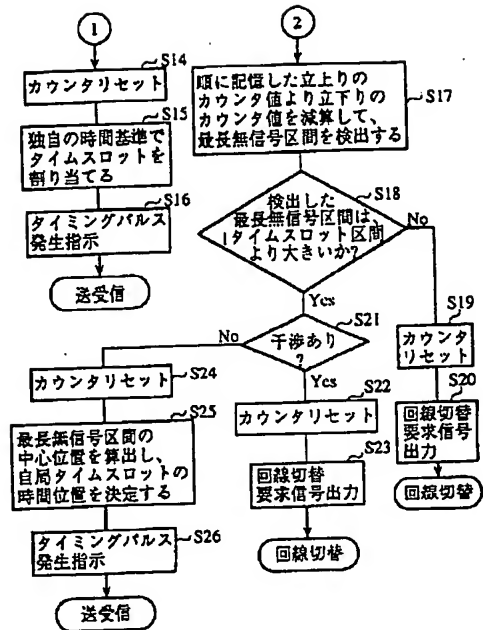 1
S14
カウンタリセット
S15
独自の時間基準で
タイムスロットを
割り当てる
S16
タイミングパルス
発生指示
送受信
2
順に記憶した立上りの
カウンタ値より立下りの
カウンタ値を減算して、
最長無信号区間を検出する
S17
検出した
最長無信号区間は、
1タイムスロット区間
より大きいか?
S18
No
Yes
S19
カウンタ
リセット
S20
回線切替
要求信号
出力
回線切替
干渉あり
?
S21
No
Yes
S22
カウンタリセット
S23
回線切替
要求信号出力
回線切替
カウンタリセット
S24
S25
最長無信号区間の
中心位置を算出し、
自局タイムスロットの
時間位置を決定する
タイミングパルス
発生指示
S26
送受信